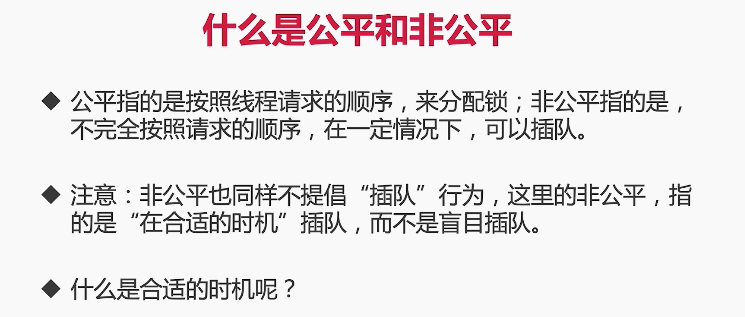 什么是公平和非公平
◆ 公平指的是按照线程请求的顺序，来分配锁；非公平指的是，
不完全按照请求的顺序，在一定情况下，可以插队。
◆ 注意：非公平也同样不提倡“插队”行为，这里的非公平，指
的是“在合适的时机”插队，而不是盲目插队。
◆ 什么是合适的时机呢？